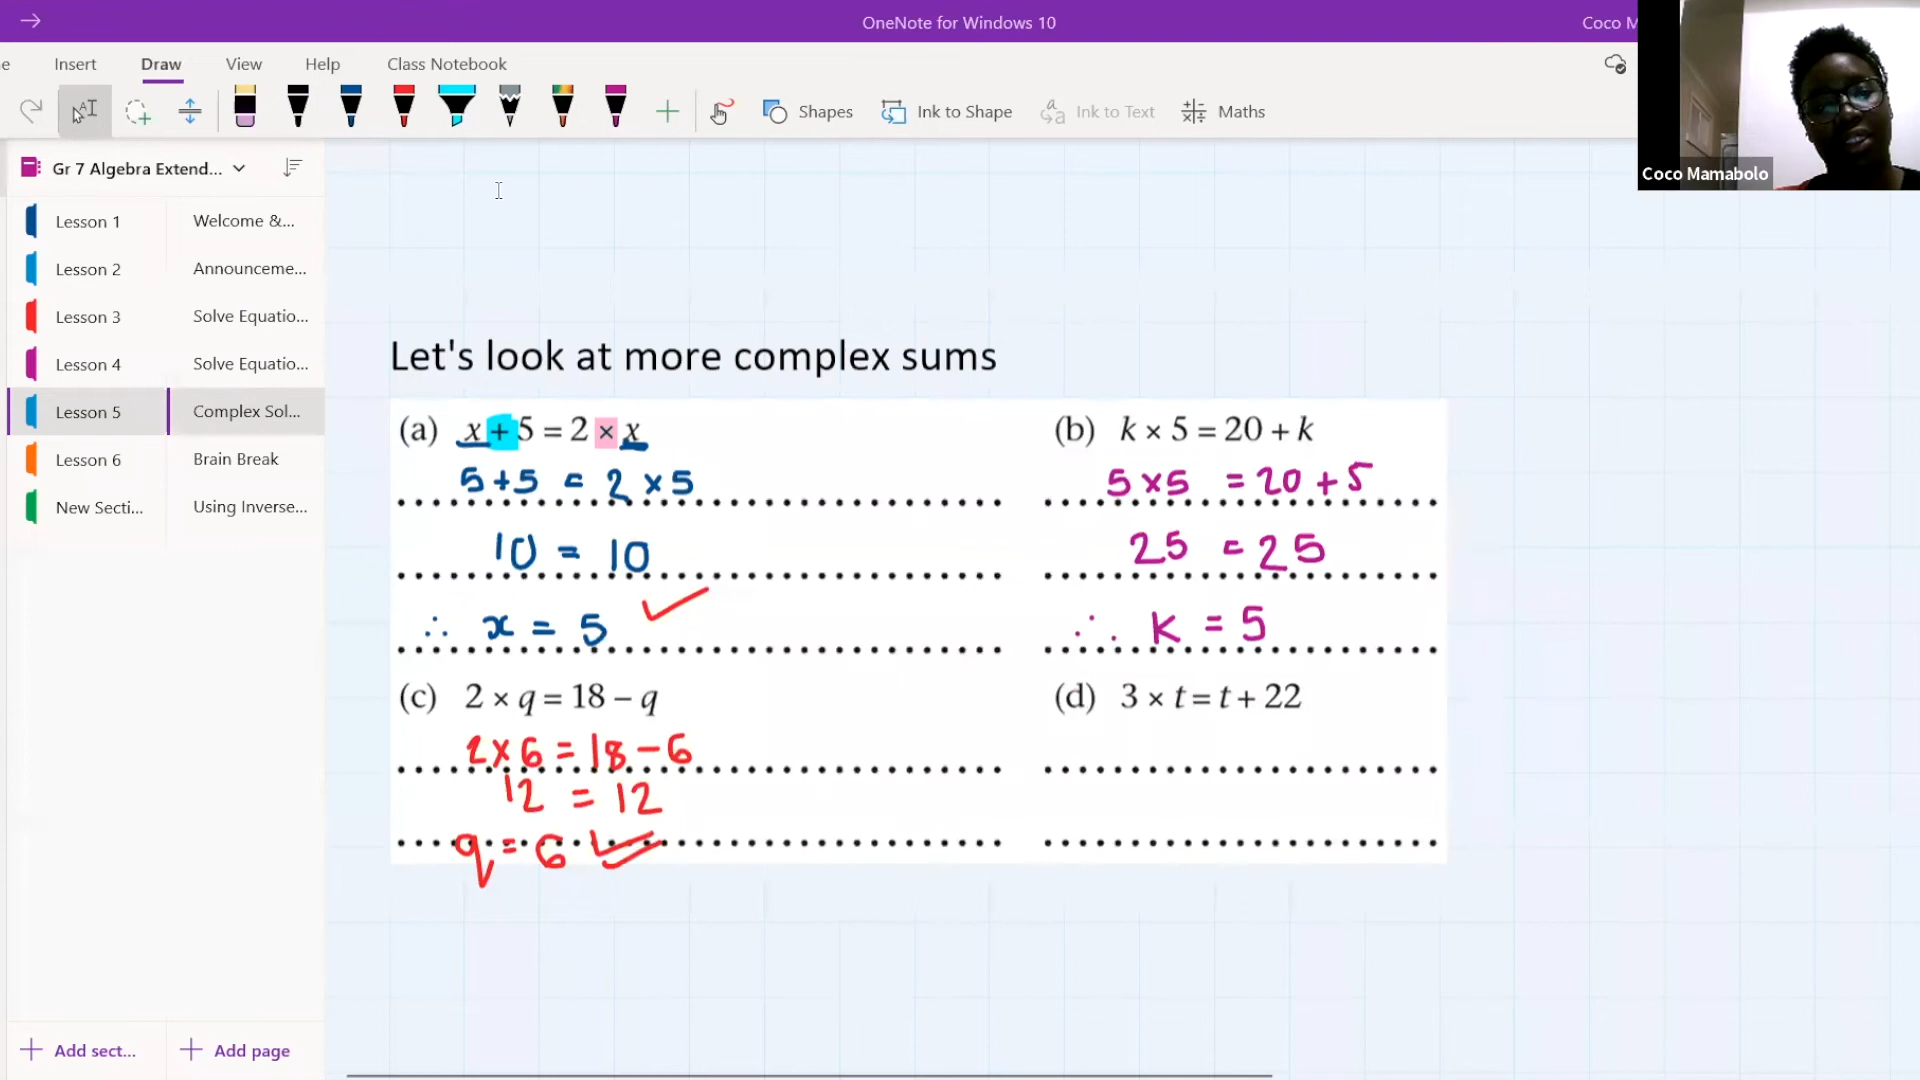 OneNote for Windows 10
Coco M
e
Insert
Draw
View
Help
Class Notebook
Shapes
Ink to Shape
Ink to Text
Maths
Coco Mamabolo
Gr 7 Algebra Extend...
Lesson 1
Welcome &...
Lesson 2
Announceme...
Lesson 3
Solve Equatio...
Lesson 4
Solve Equatio...
Lesson 5
Complex Sol...
Lesson 6
Brain Break
New Secti...
Using Inverse...
Let's look at more complex sums
(a) x + 5 = 2 × x
5 + 5 = 2 × 5
10 = 10
∴ x = 5 ✓
(b) k × 5 = 20 + k
5 × 5 = 20 + 5
25 = 25
∴ k = 5
(c) 2 × q = 18 – q
2 × 6 = 18 – 6
12 = 12
q = 6 ✓
(d) 3 × t = t + 22
Add sect...
Add page